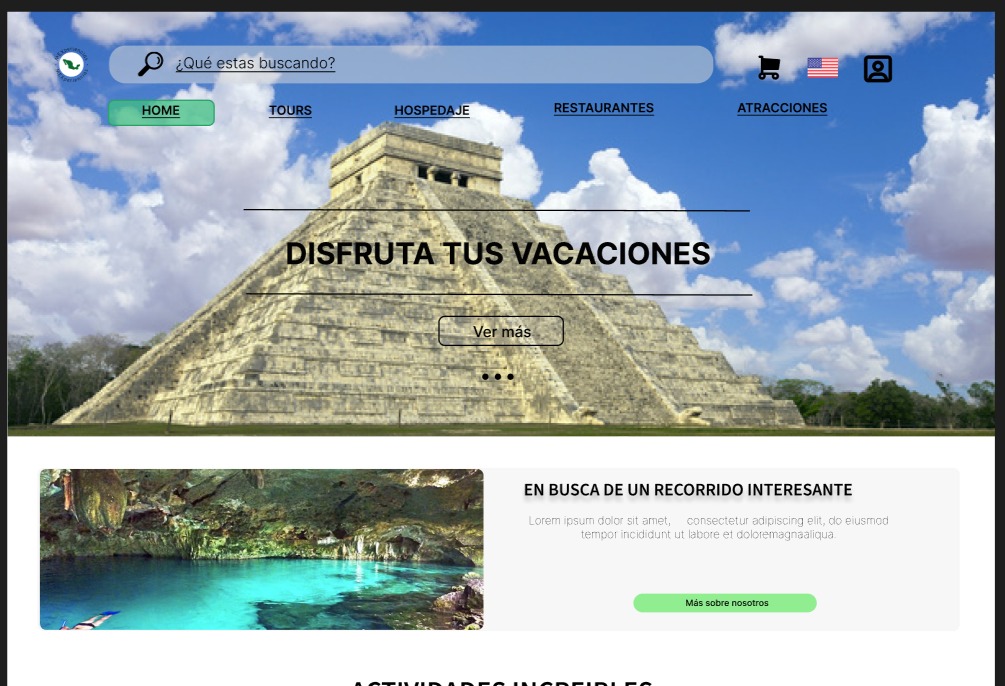 ¿Qué estas buscando?
HOME TOURS HOSPEDAJE RESTAURANTES ATRACCIONES
DISFRUTA TUS VACACIONES
Ver más
EN BUSCA DE UN RECORRIDO INTERESANTE
Lorem ipsum dolor sit amet, consectetur adipiscing elit, do eiusmod
tempor incididunt ut labore et doloremagnaaliqua.
Más sobre nosotros
ACTIVIDADES INCREIBLES